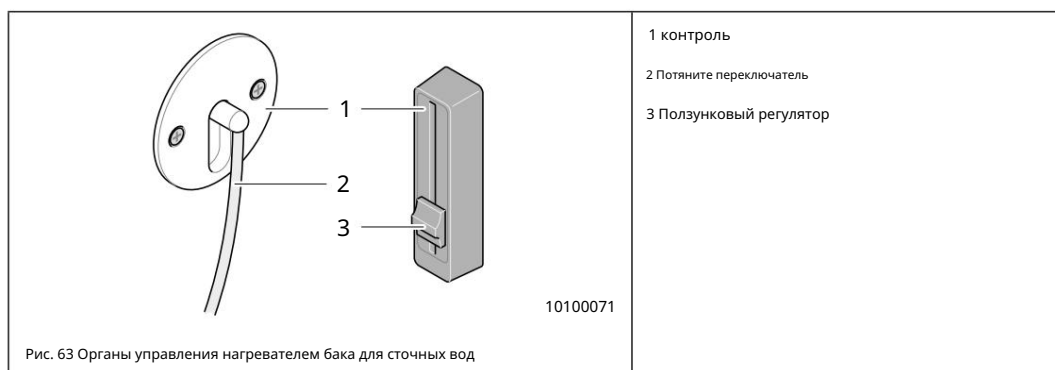 1
2
3
10100071
Рис. 63 Органы управления нагревателем бака для сточных вод
1 контроль
2 Потяните переключатель
3 Ползунковый регулятор